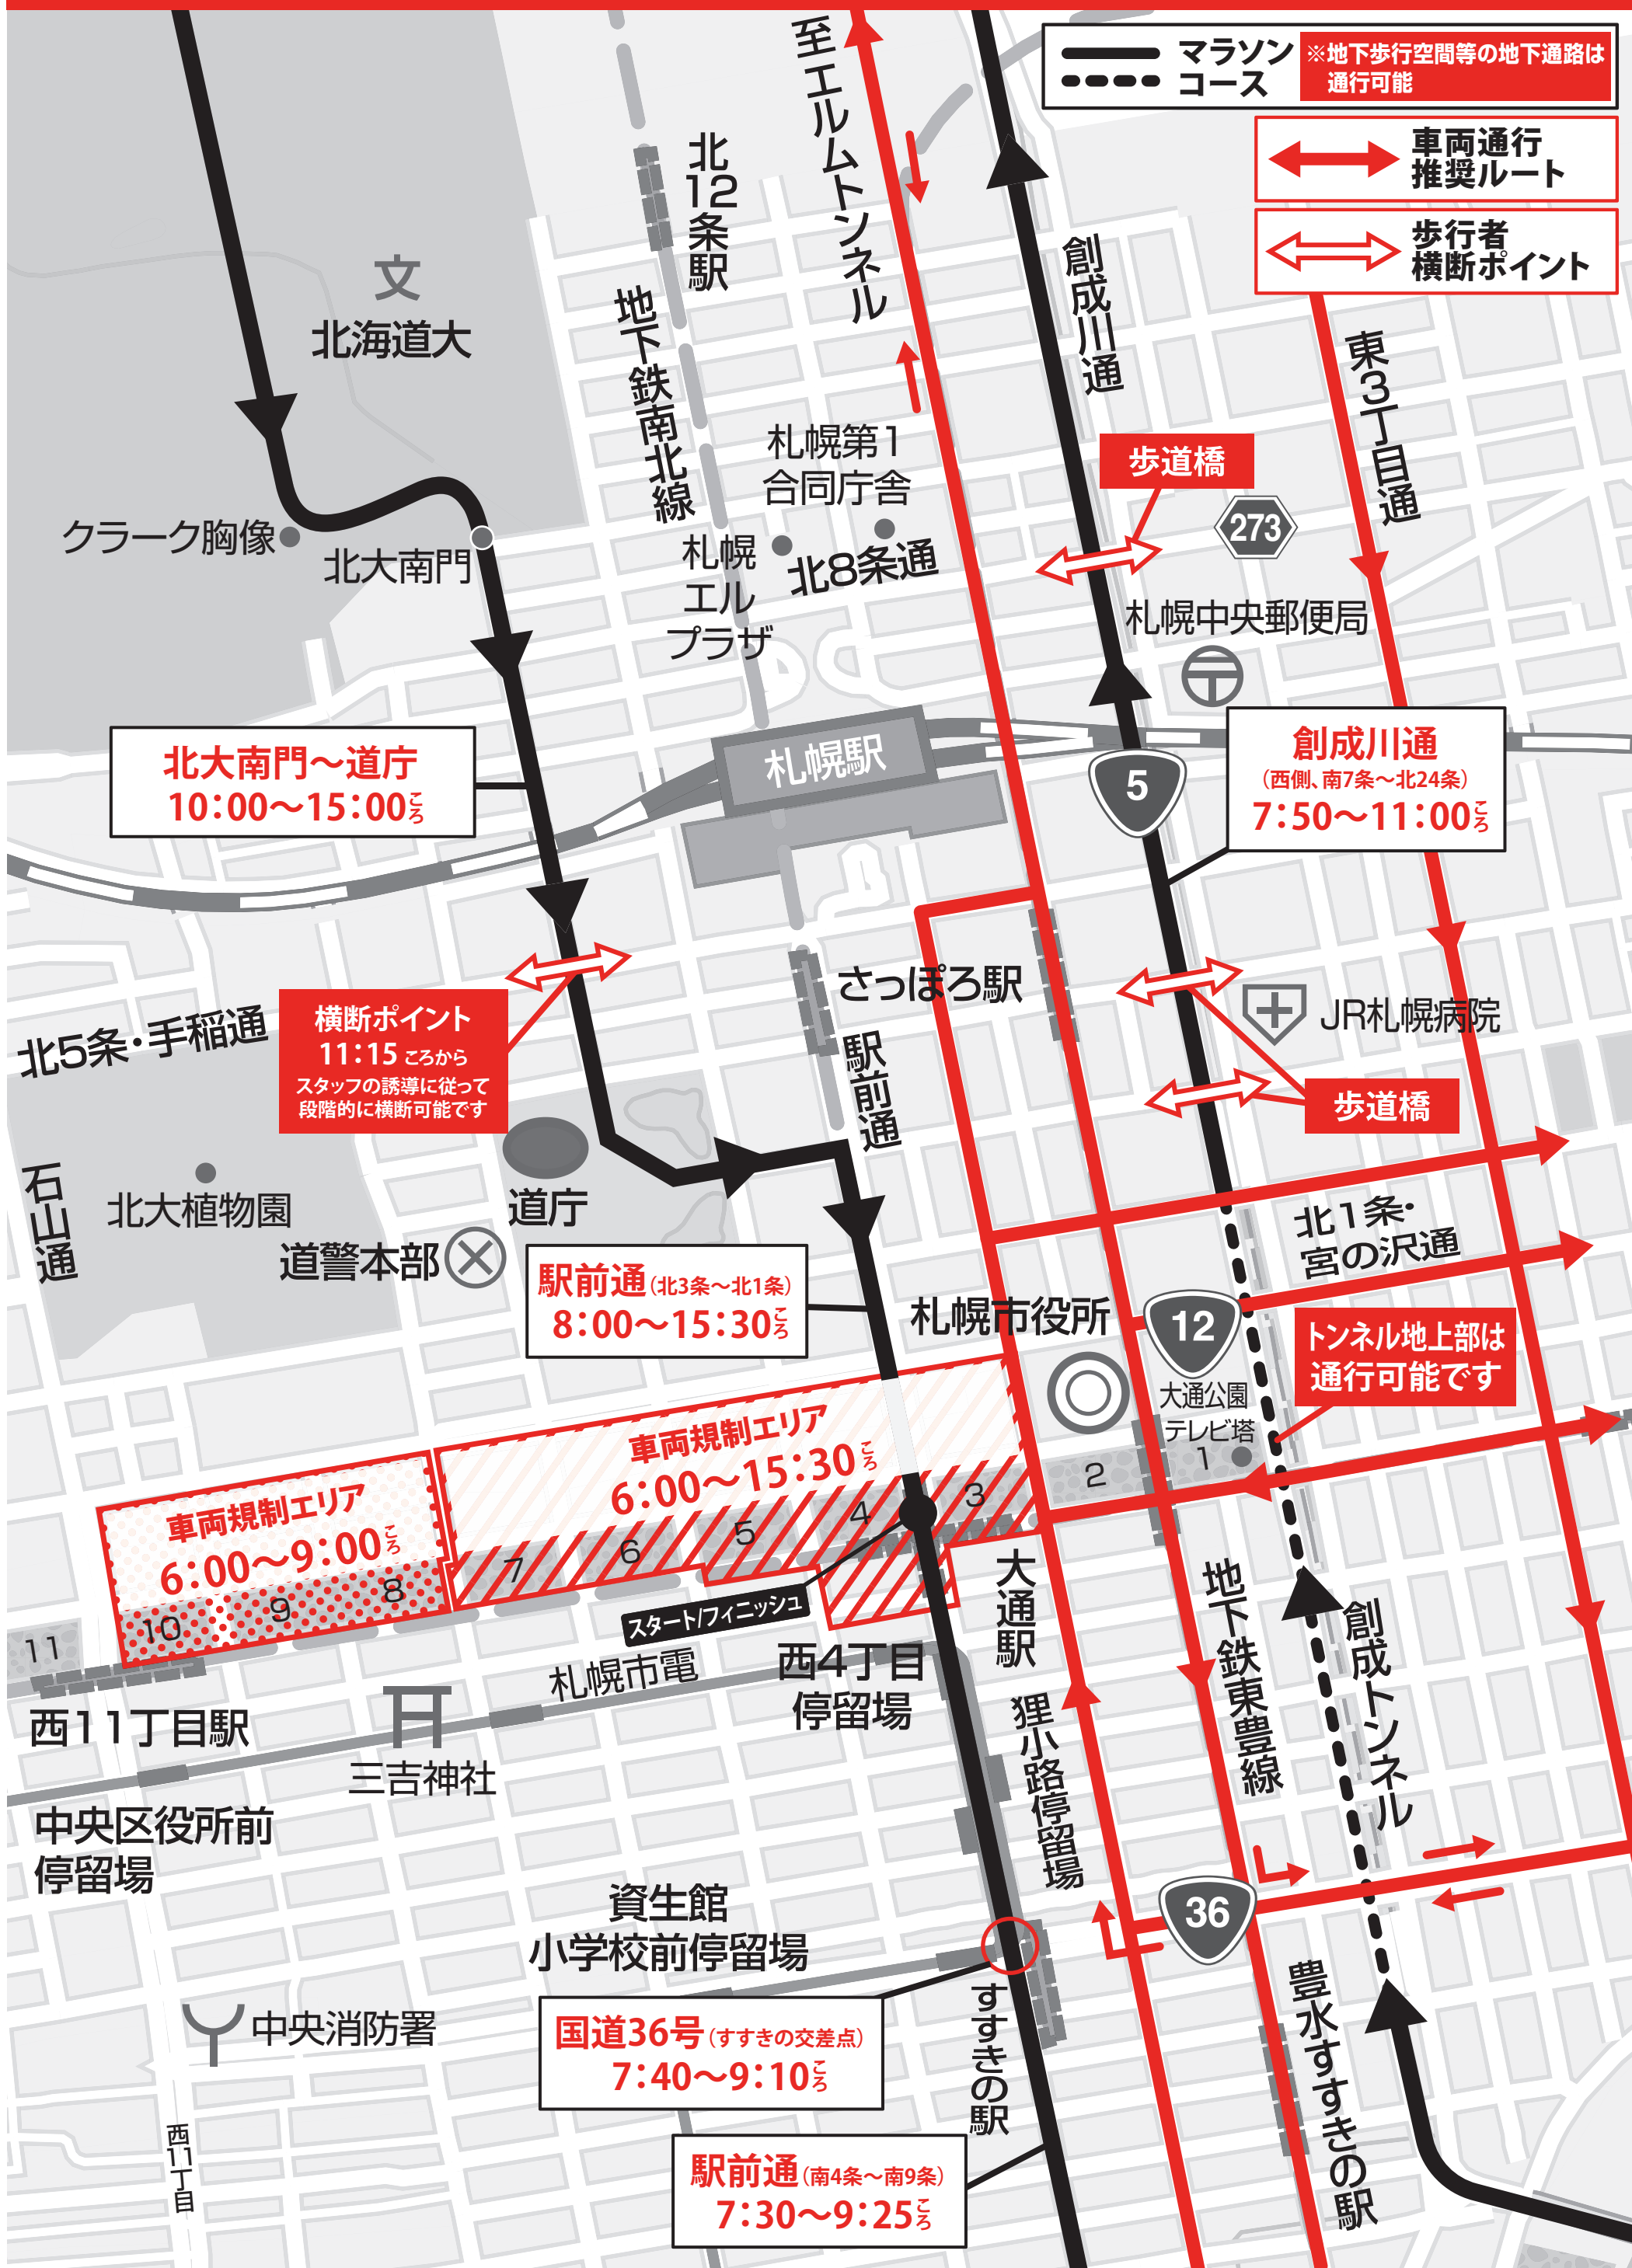 マラソン
コース
※地下歩行空間等の地下通路は
通行可能
車両通行
推奨ルート
歩行者
横断ポイント
至エルムトンネル
北12条駅
地下鉄南北線
創成川通
東3丁目通
文
北海道大
クラーク胸像
北大南門
札幌第1
合同庁舎
札幌
エル
プラザ
北8条通
歩道橋
273
札幌中央郵便局
札幌駅
北大南門～道庁
10:00～15:00ころ
5
創成川通
(西側、南7条～北24条)
7:50～11:00ころ
さっぽろ駅
駅前通
JR札幌病院
歩道橋
北5条・手稲通
横断ポイント
11:15ころから
スタッフの誘導に従って
段階的に横断可能です
石山通
北大植物園
道庁
道警本部
北1条・
宮の沢通
駅前通(北3条～北1条)
8:00～15:30ころ
札幌市役所
12
トンネル地上部は
通行可能です
大通公園
テレビ塔
車両規制エリア
6:00～15:30ころ
車両規制エリア
6:00～9:00ころ
11
10
9
8
7
6
5
4
3
2
1
スタート/フィニッシュ
大通駅
地下鉄東豊線
創成トンネル
札幌市電
西4丁目
停留場
狸小路停留場
西11丁目駅
三吉神社
中央区役所前
停留場
資生館
小学校前停留場
36
中央消防署
すすきの駅
豊水すすきの駅
国道36号(すすきの交差点)
7:40～9:10ころ
西11丁目
駅前通(南4条～南9条)
7:30～9:25ころ